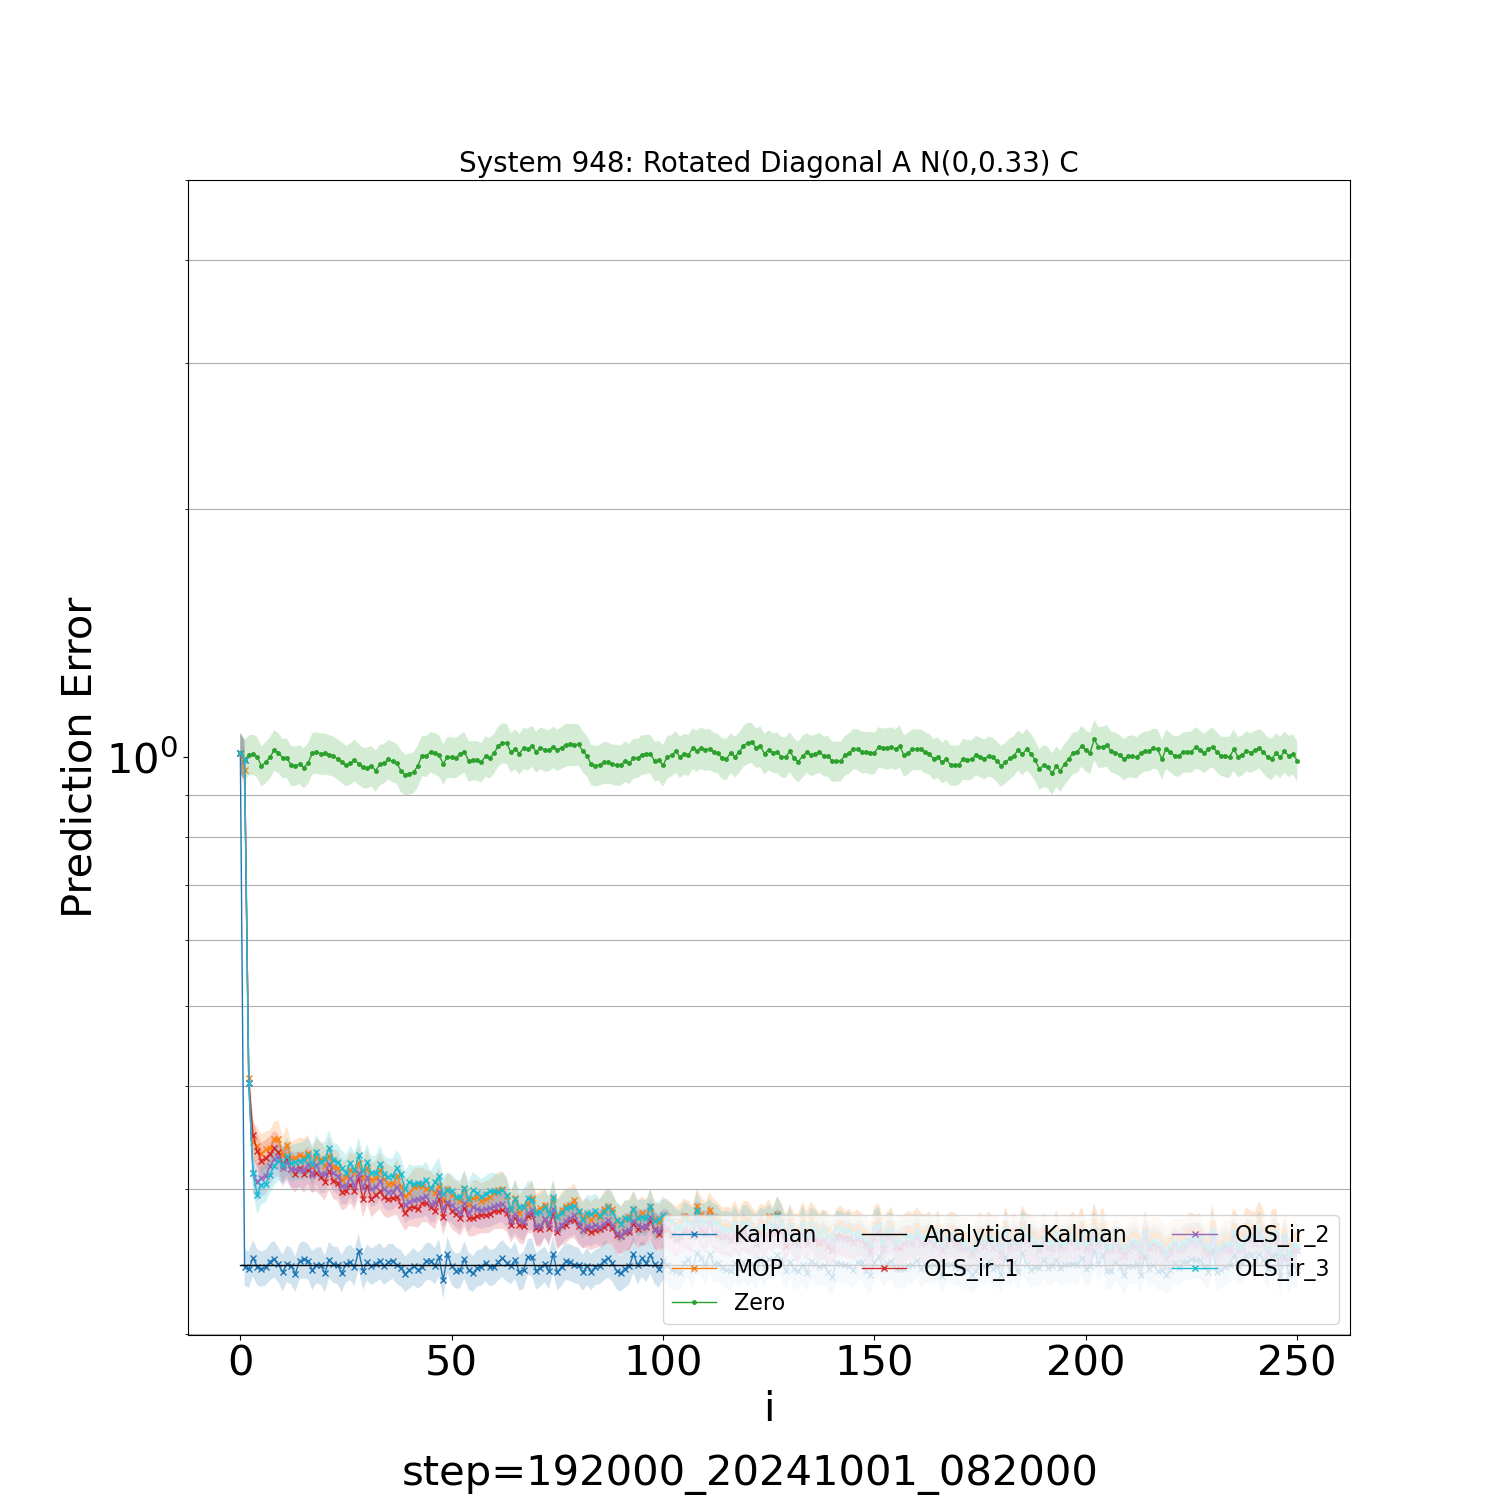 System 948: Rotated Diagonal A N(0,0.33) C
Prediction Error
10⁰
Kalman
MOP
Zero
Analytical_Kalman
OLS_ir_1
OLS_ir_2
OLS_ir_3
0 50 100 150 200 250
i
step=192000_20241001_082000